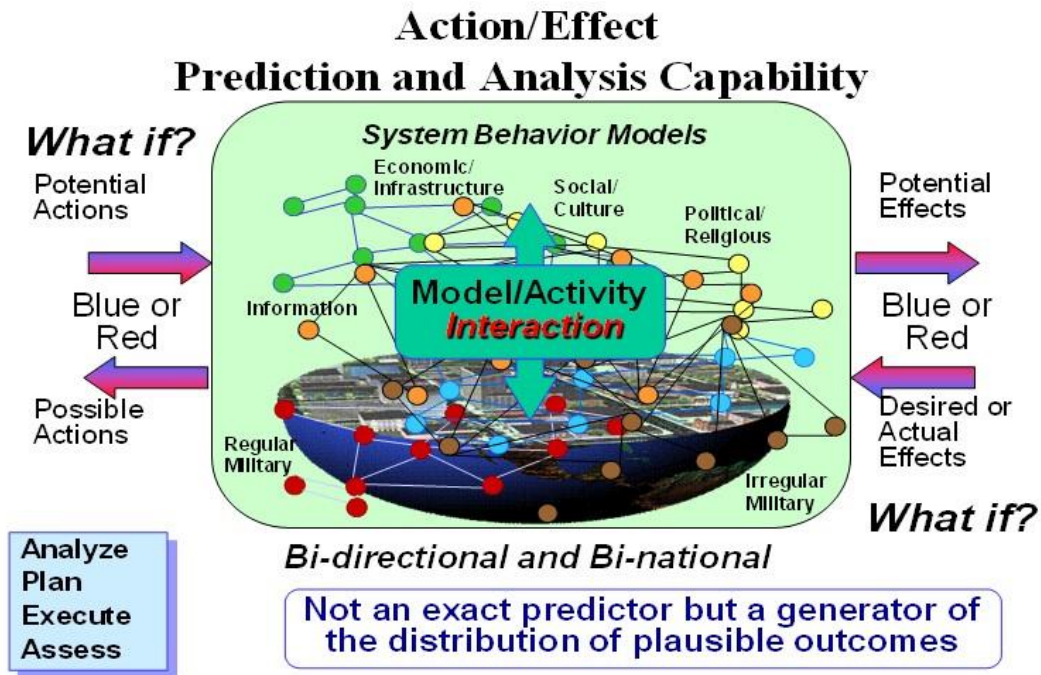 Action/Effect
Prediction and Analysis Capability
What if?
Potential
Actions
Blue or
Red
Possible
Actions
System Behavior Models
Economic/
Infrastructure
Social/
Culture
Political/
Religious
Information
Model/Activity
Interaction
Regular
Military
Irregular
Military
Potential
Effects
Blue or
Red
Desired or
Actual
Effects
What if?
Analyze
Plan
Execute
Assess
Bi-directional and Bi-national
Not an exact predictor but a generator of
the distribution of plausible outcomes